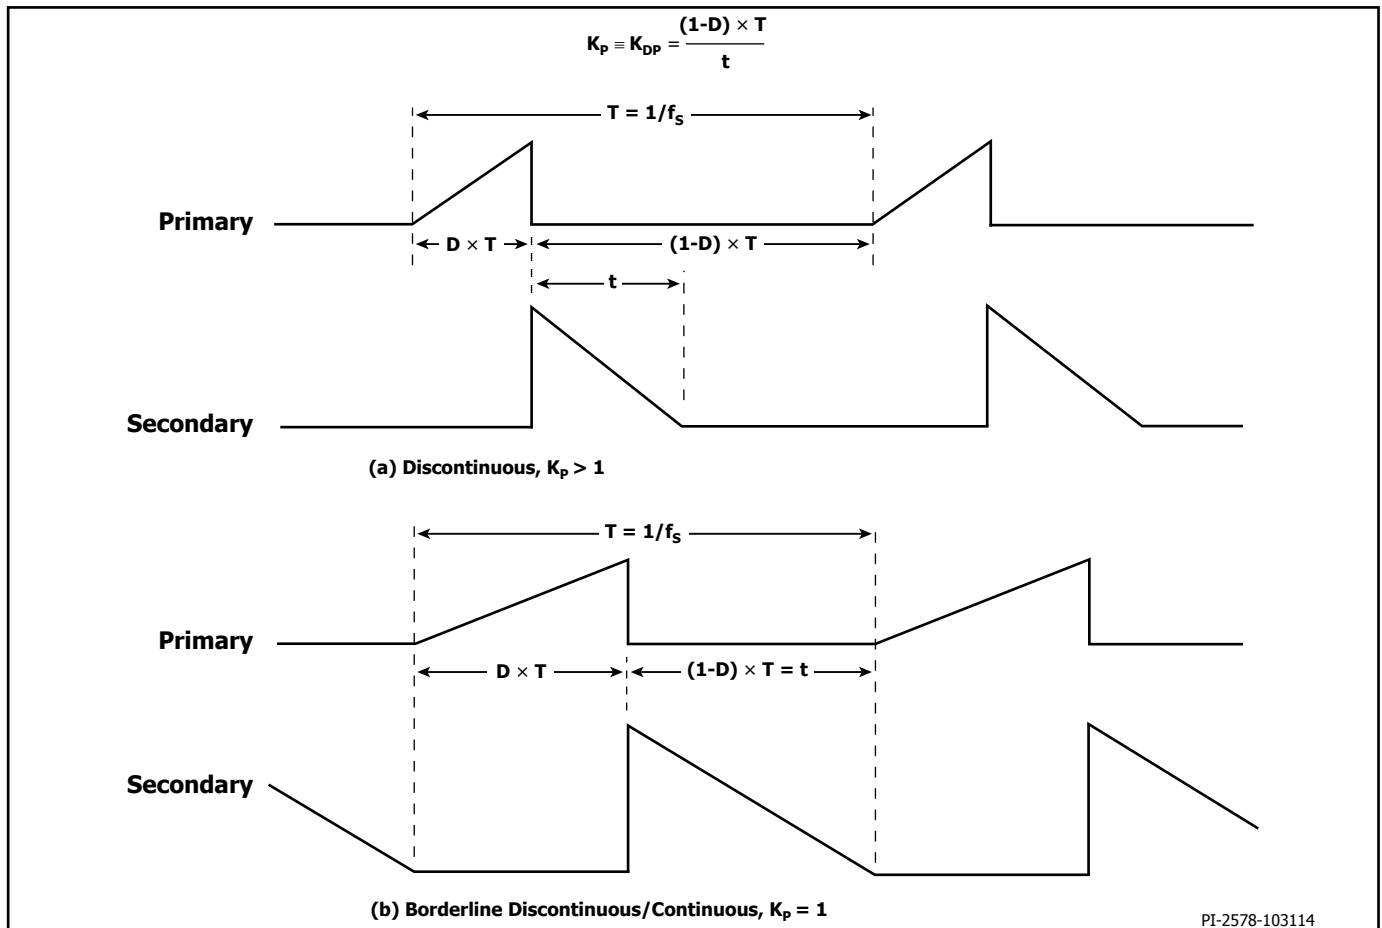 K_P ≡ K_DP = (1-D) × T / t
T = 1/f_S
Primary
D × T
(1-D) × T
t
Secondary
(a) Discontinuous, K_P > 1
T = 1/f_S
Primary
D × T
(1-D) × T = t
Secondary
(b) Borderline Discontinuous/Continuous, K_P = 1
PI-2578-103114